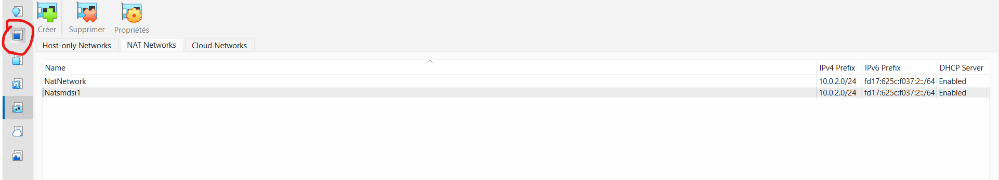 Créer Supprimer Propriétés
Host-only Networks NAT Networks Cloud Networks
Name IPv4 Prefix IPv6 Prefix DHCP Server
NatNetwork 10.0.2.0/24 fd17:625c:f037:2::/64 Enabled
Natsmdsi1 10.0.2.0/24 fd17:625c:f037:2::/64 Enabled